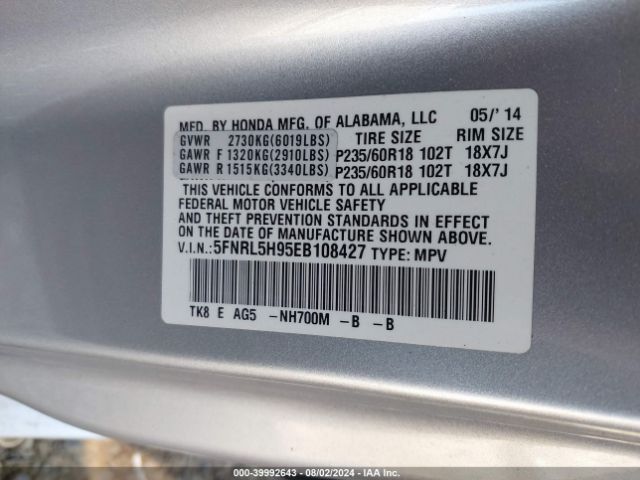 MFD. BY HONDA MFG. OF ALABAMA, LLC 05/'14
GVWR 2730KG(6019LBS) TIRE SIZE RIM SIZE
GAWR F 1320KG(2910LBS) P235/60R18 102T 18X7J
GAWR R 1515KG(3340LBS) P235/60R18 102T 18X7J
THIS VEHICLE CONFORMS TO ALL APPLICABLE
FEDERAL MOTOR VEHICLE SAFETY
AND THEFT PREVENTION STANDARDS IN EFFECT
ON THE DATE OF MANUFACTURE SHOWN ABOVE.
V.I.N.: 5FNRL5H95EB108427 TYPE: MPV
TK8 E AG5 -NH700M -B -B
000-39992643 - 08/02/2024 - IAA Inc.